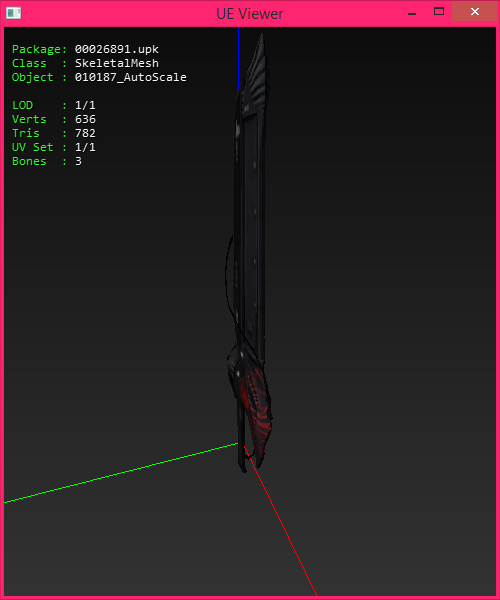 UE Viewer
Package: 00026891.upk
Class : SkeletalMesh
Object : 010187_AutoScale
LOD : 1/1
Verts : 636
Tris : 782
UV Set : 1/1
Bones : 3